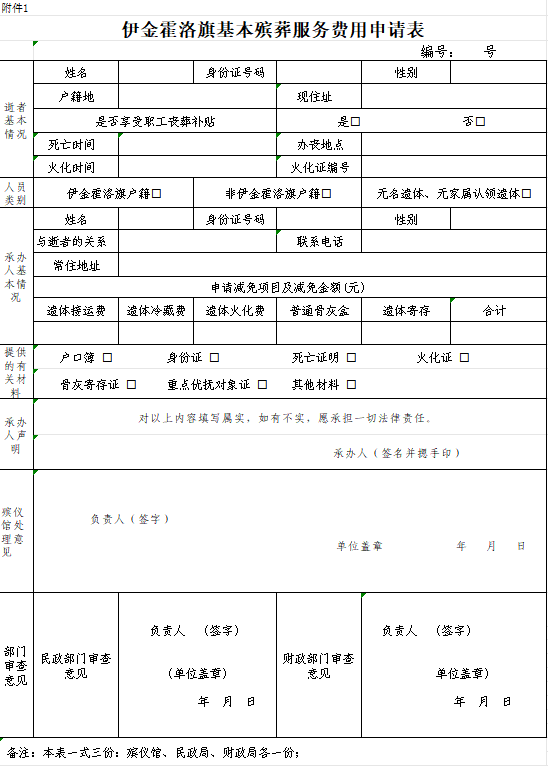 附件1
伊金霍洛旗基本殡葬服务费用申请表
编号： 号
逝者基本情况
姓名 身份证号码 性别
户籍地 现住址
是否享受职工丧葬补贴 是□ 否□
死亡时间 办丧地点
火化时间 火化证编号
人员类别
伊金霍洛旗户籍□ 非伊金霍洛旗户籍□ 无名遗体、无家属认领遗体□
承办人基本情况
姓名 身份证号码 性别
与逝者的关系 联系电话
常住地址
申请减免项目及减免金额(元)
遗体接运费 遗体冷藏费 遗体火化费 普通骨灰盒 遗体寄存 合计
提供的有关材料
户口簿 □ 身份证 □ 死亡证明 □ 火化证 □
骨灰寄存证 □ 重点优扶对象证 □ 其他材料 □
承办人声明
对以上内容填写属实，如有不实，愿承担一切法律责任。
承办人（签名并摁手印）
殡仪馆处理意见
负责人（签字）
单位盖章 年 月 日
部门审查意见
民政部门审查意见
负责人 （签字）
(单位盖章)
年 月 日
财政部门审查意见
负责人 （签字）
(单位盖章)
年 月 日
备注：本表一式三份：殡仪馆、民政局、财政局各一份；